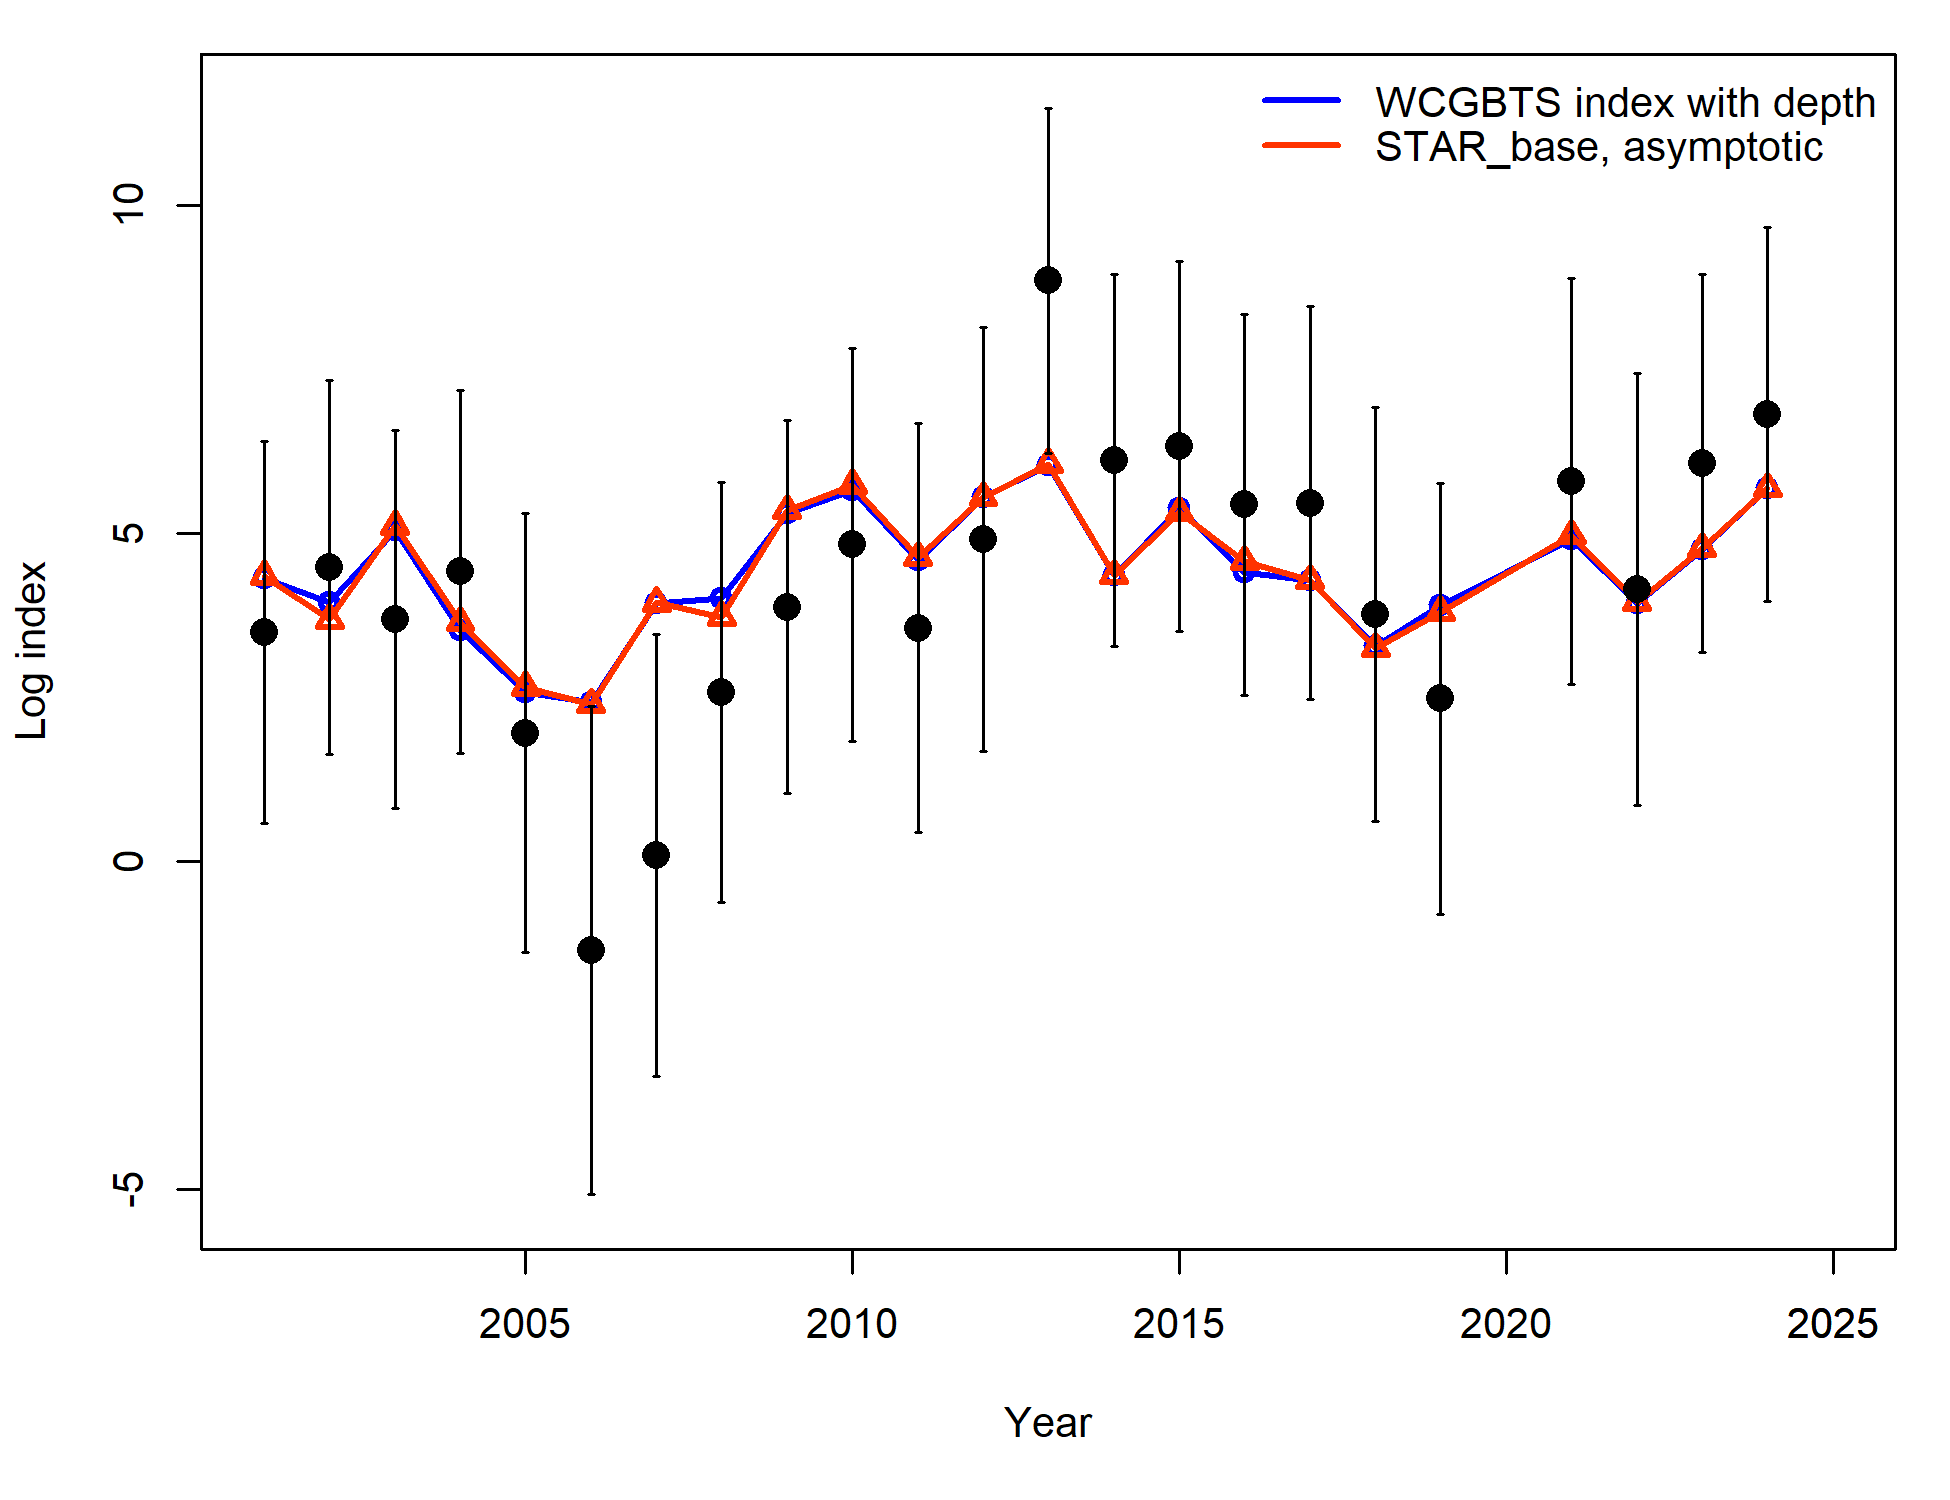 WCGBTS index with depth
STAR_base, asymptotic
10
5
0
-5
Log index
2005 2010 2015 2020 2025
Year